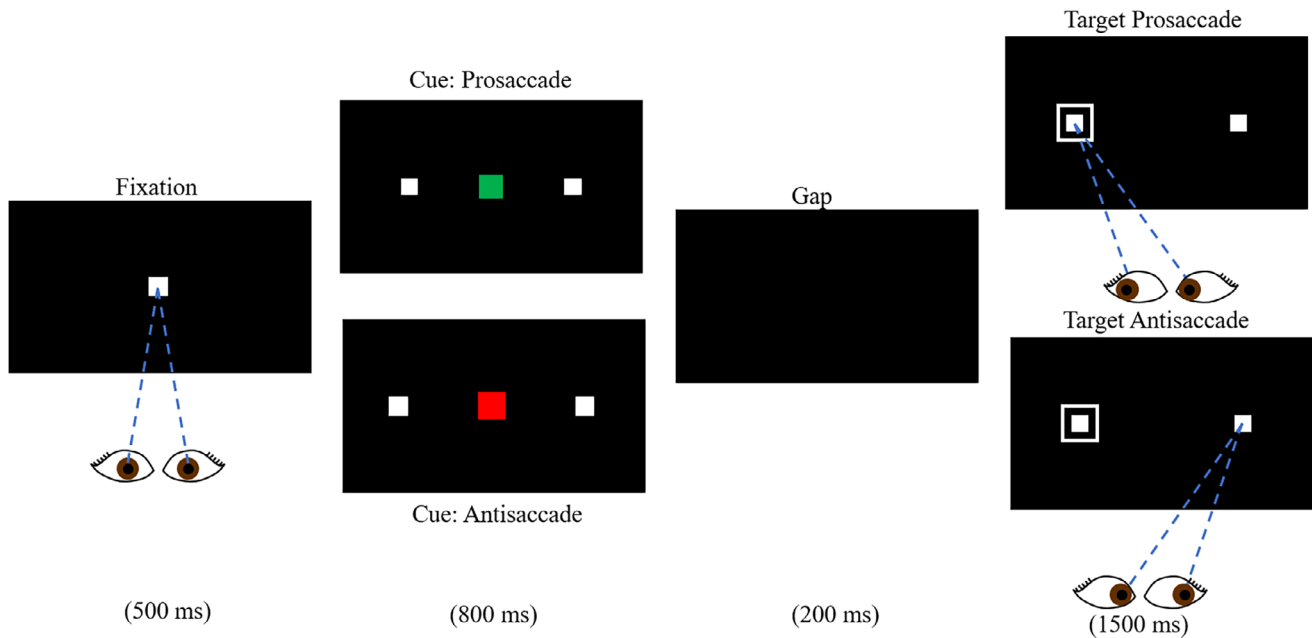 Fixation
(500 ms)
Cue: Prosaccade
Cue: Antisaccade
(800 ms)
Gap
(200 ms)
Target Prosaccade
Target Antisaccade
(1500 ms)